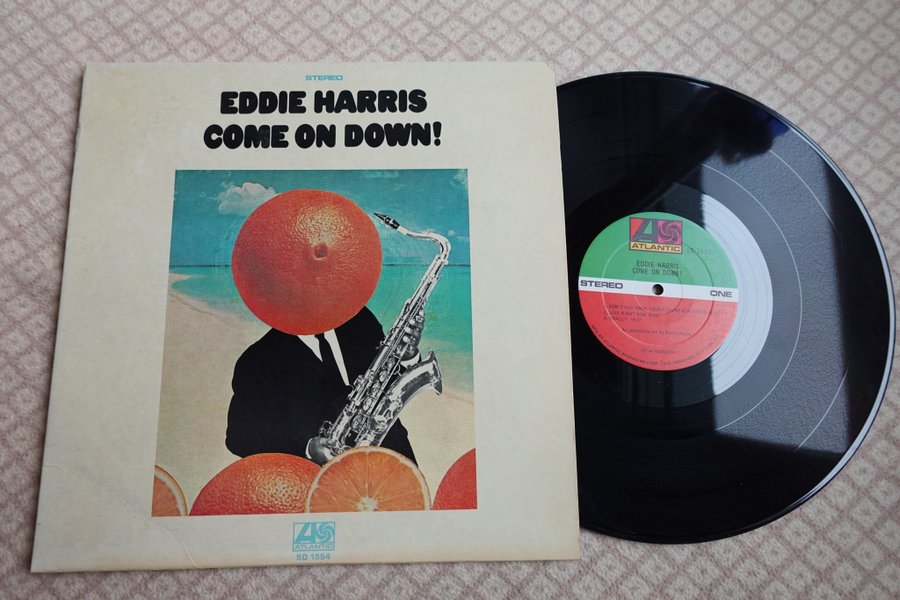 STEREO
EDDIE HARRIS
COME ON DOWN!
ATLANTIC
SD 1554
ATLANTIC
EDDIE HARRIS
COME ON DOWN!
STEREO
ONE